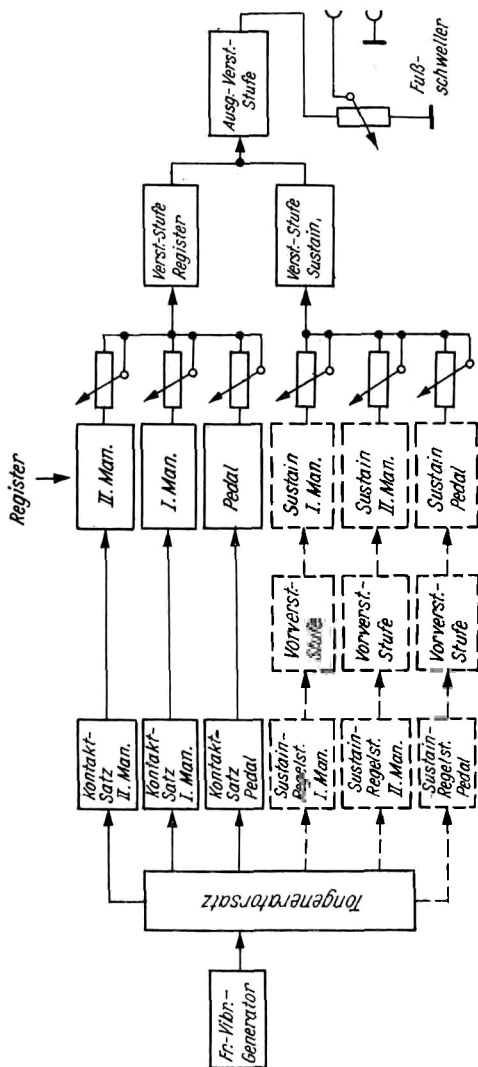 Fr.-Vibr.-
Generator
Tongeneratorsatz
Kontakt-
Satz
II. Man.
Kontakt-
Satz
I. Man.
Kontakt-
Satz
Pedal
Sustain-
Regelst.
I. Man.
Sustain-
Regelst.
II. Man.
Sustain-
Regelst.
Pedal
Vorverst.-
Stufe
Vorverst.-
Stufe
Vorverst.-
Stufe
Register
II. Man.
I. Man.
Pedal
Sustain
I. Man.
Sustain
II. Man.
Sustain
Pedal
Verst.-Stufe
Register
Verst.-Stufe
Sustain,
Ausg.-Verst.-
Stufe
Fuß-
schweller